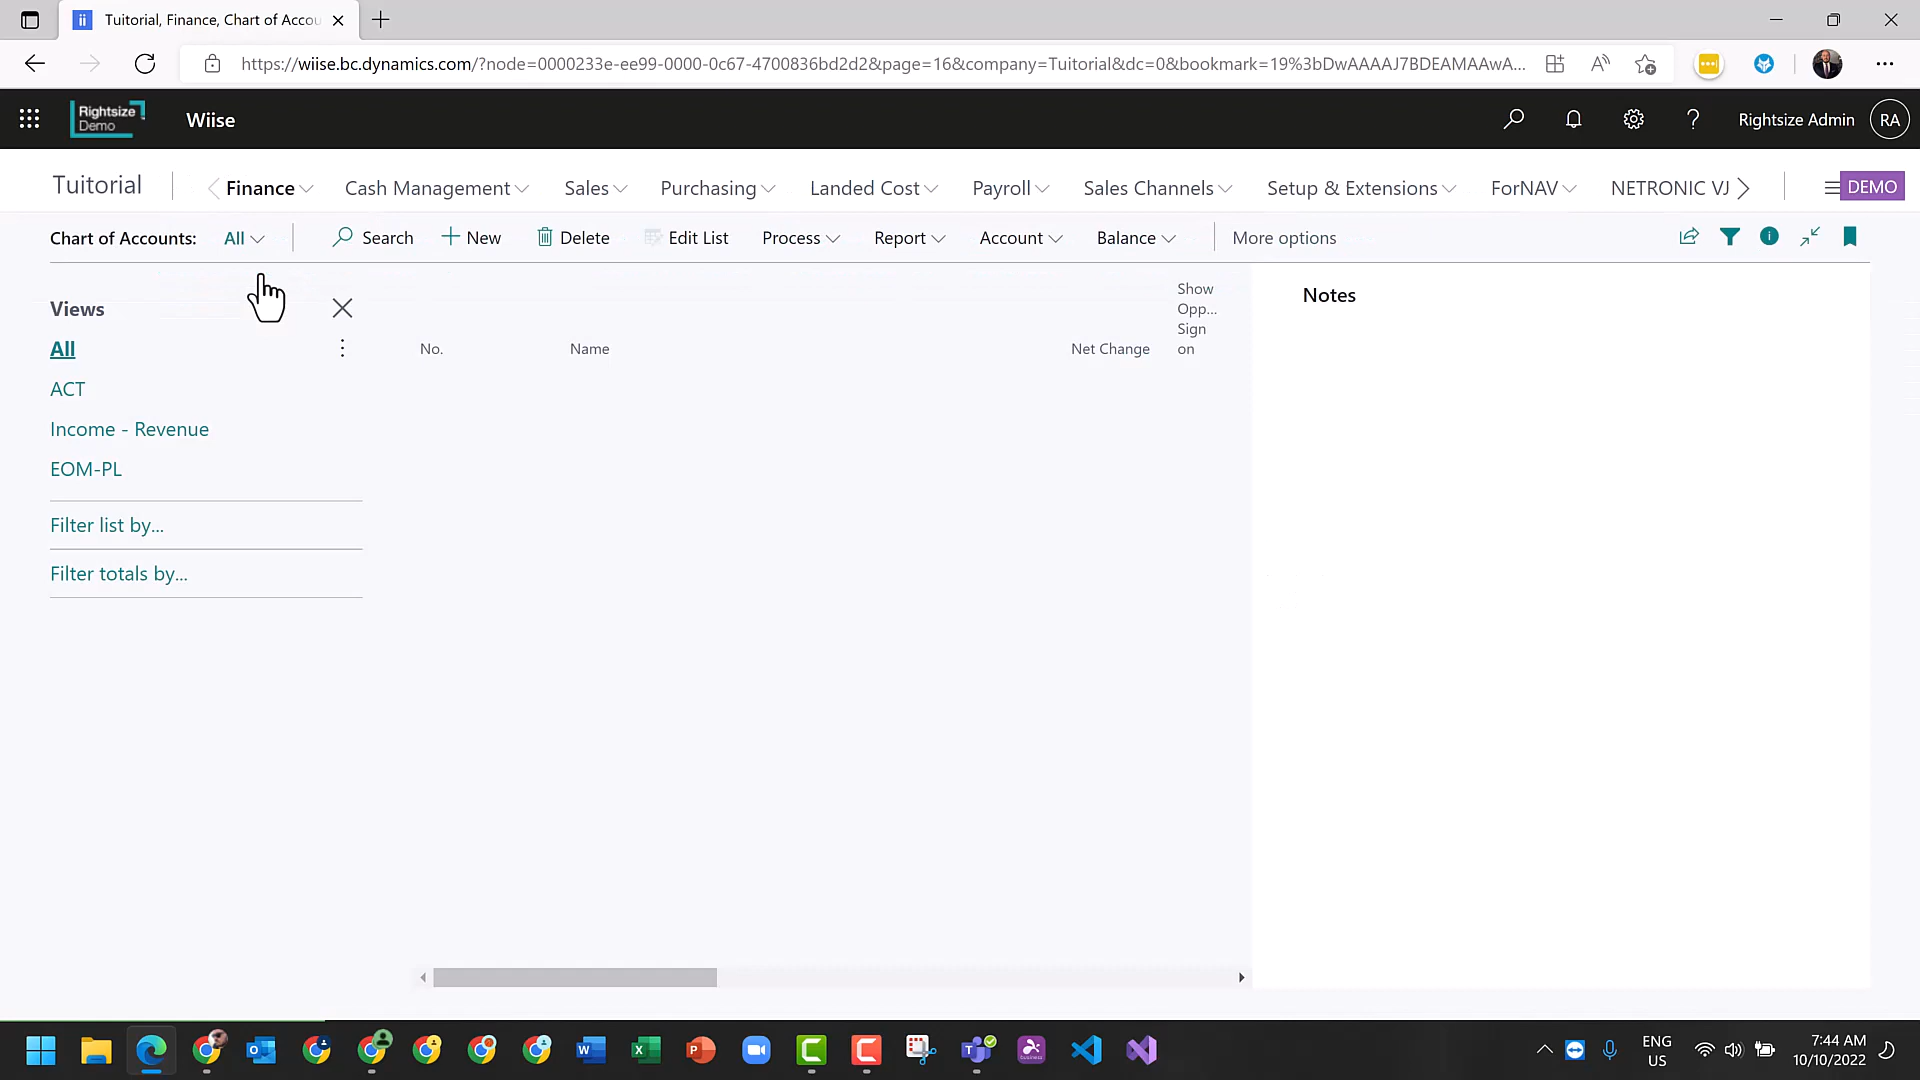 Tuitorial, Finance, Chart of Accou
https://wiise.bc.dynamics.com/?node=0000233e-ee99-0000-0c67-4700836bd2d2&page=16&company=Tuitorial&dc=0&bookmark=19%3bDwAAAAJ7BDEAMAAwA...
Rightsize
Demo
Wiise
Rightsize Admin
RA
Tuitorial
Finance
Cash Management
Sales
Purchasing
Landed Cost
Payroll
Sales Channels
Setup & Extensions
ForNAV
NETRONIC VJ
DEMO
Chart of Accounts:
All
Search
New
Delete
Edit List
Process
Report
Account
Balance
More options
Views
All
ACT
Income - Revenue
EOM-PL
Filter list by...
Filter totals by...
No.
Name
Net Change
Show
Opp...
Sign
on
Notes
ENG
US
7:44 AM
10/10/2022